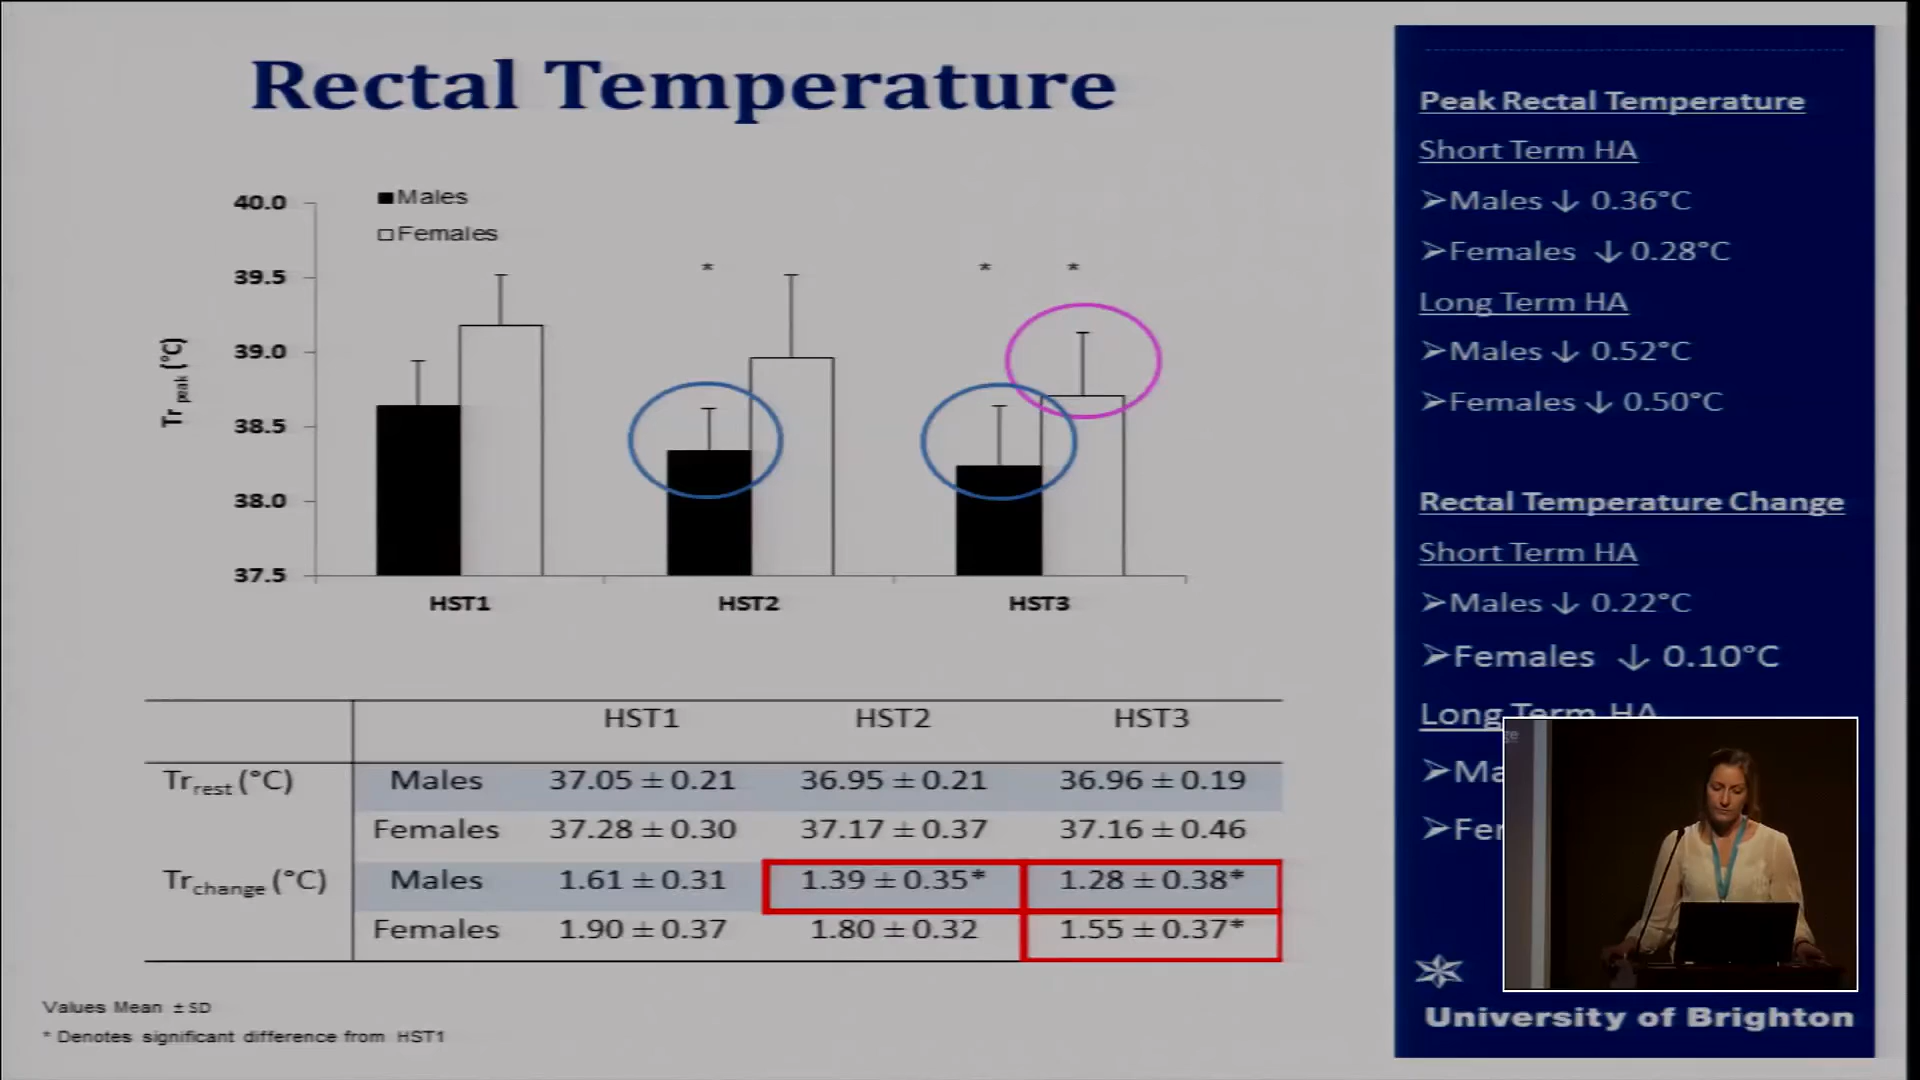 Rectal Temperature
Males
Females
Tr peak (°C)
40.0
39.5
39.0
38.5
38.0
37.5
* * *
HST1 HST2 HST3
HST1 HST2 HST3
Trrest (°C) Males 37.05 ± 0.21 36.95 ± 0.21 36.96 ± 0.19
Females 37.28 ± 0.30 37.17 ± 0.37 37.16 ± 0.46
Trchange (°C) Males 1.61 ± 0.31 1.39 ± 0.35* 1.28 ± 0.38*
Females 1.90 ± 0.37 1.80 ± 0.32 1.55 ± 0.37*
Values Mean ± SD
* Denotes significant difference from HST1
Peak Rectal Temperature
Short Term HA
➢Males ↓ 0.36°C
➢Females ↓ 0.28°C
Long Term HA
➢Males ↓ 0.52°C
➢Females ↓ 0.50°C
Rectal Temperature Change
Short Term HA
➢Males ↓ 0.22°C
➢Females ↓ 0.10°C
Long Term HA
University of Brighton